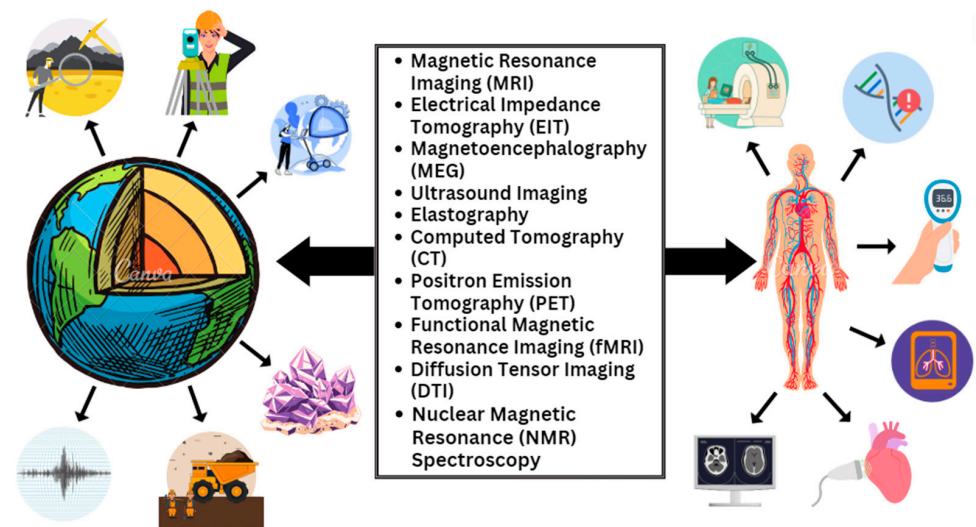 • Magnetic Resonance
Imaging (MRI)
• Electrical Impedance
Tomography (EIT)
• Magnetoencephalography
(MEG)
• Ultrasound Imaging
• Elastography
• Computed Tomography
(CT)
• Positron Emission
Tomography (PET)
• Functional Magnetic
Resonance Imaging (fMRI)
• Diffusion Tensor Imaging
(DTI)
• Nuclear Magnetic
Resonance (NMR)
Spectroscopy
Canva
Canva
36.6